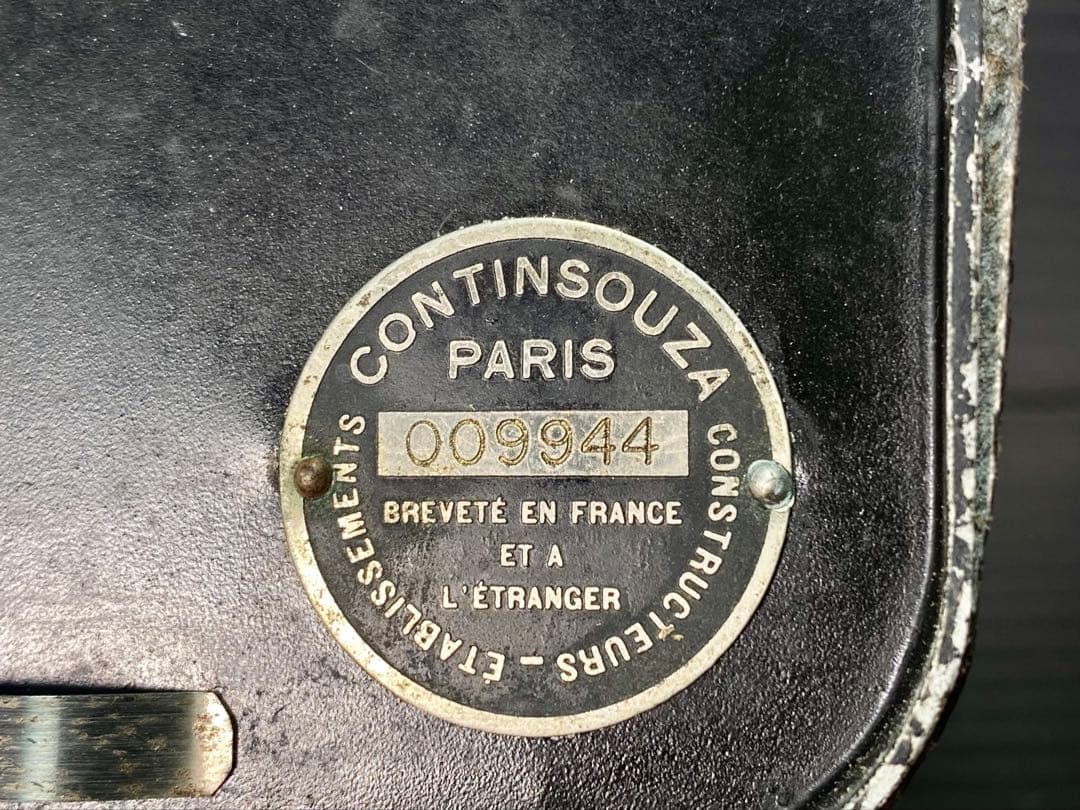 ÉTABLISSEMENTS CONTINSOUZA CONSTRUCTEURS -
PARIS
009944
BREVETÉ EN FRANCE
ET A
L'ÉTRANGER